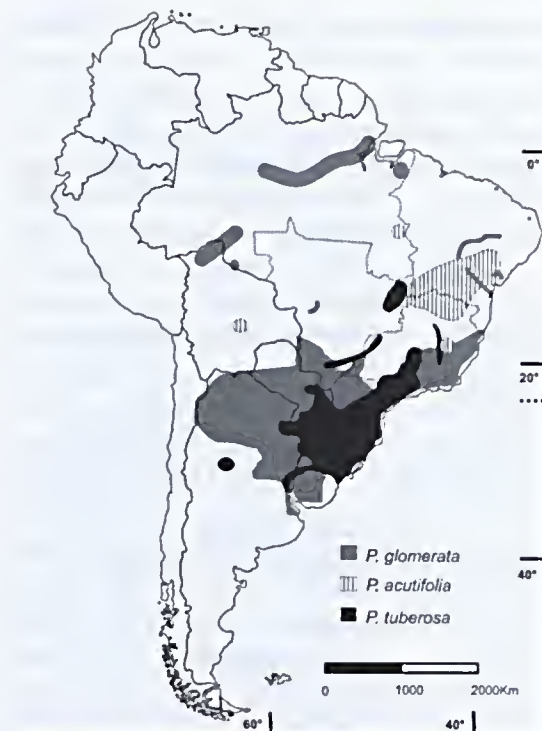 0°
20°
P. glomerata
P. acutifolia
P. tuberosa
40°
0 1000 2000Km
60° 40°